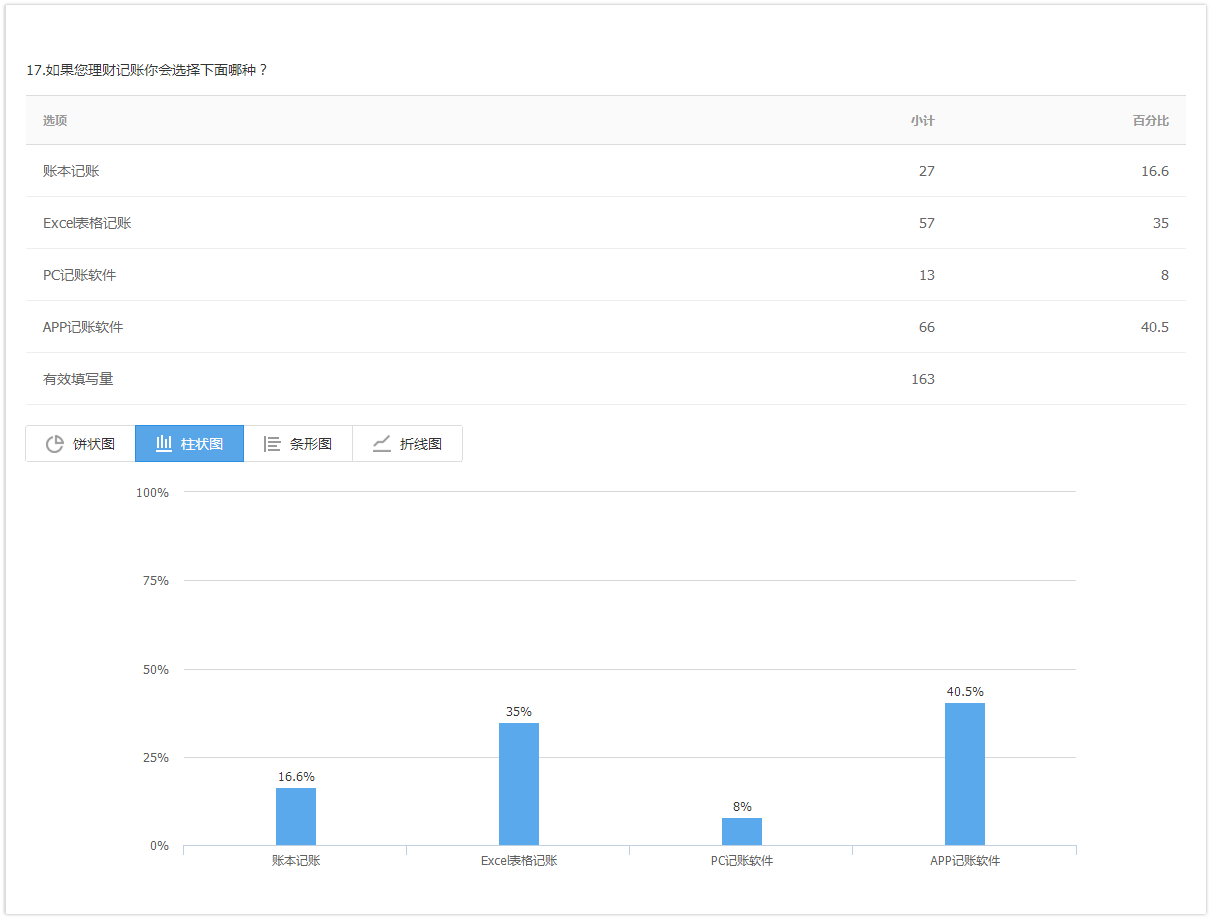 17.如果您理财记账你会选择下面哪种？
选项 小计 百分比
账本记账 27 16.6
Excel表格记账 57 35
PC记账软件 13 8
APP记账软件 66 40.5
有效填写量 163
饼状图 柱状图 条形图 折线图
100%
75%
50%
40.5%
35%
25%
16.6%
8%
0%
账本记账 Excel表格记账 PC记账软件 APP记账软件